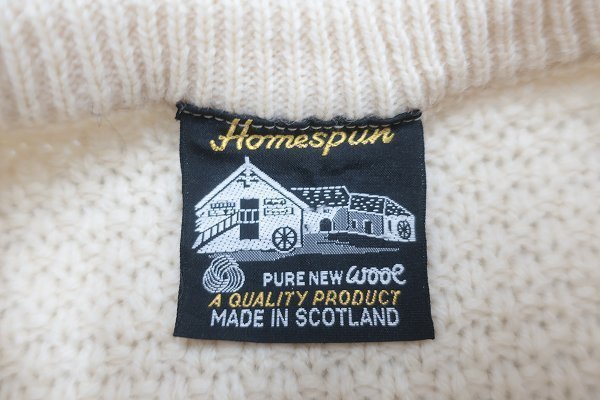 Homespun
PURE NEW wool
A QUALITY PRODUCT
MADE IN SCOTLAND